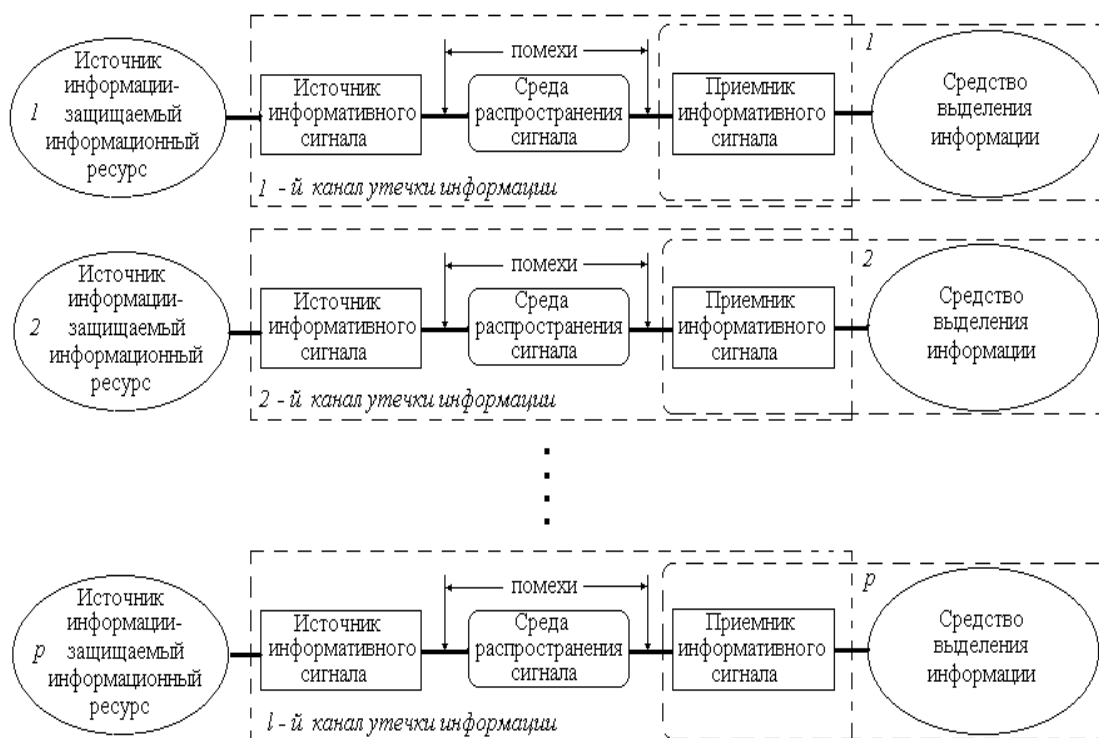 Источник
информации-
1 защищаемый
информационный
ресурс
Источник
информативного
сигнала
помехи
Среда
распространения
сигнала
Приемник
информативного
сигнала
1
Средство
выделения
информации
1 - й канал утечки информации
Источник
информации-
2 защищаемый
информационный
ресурс
Источник
информативного
сигнала
помехи
Среда
распространения
сигнала
Приемник
информативного
сигнала
2
Средство
выделения
информации
2 - й канал утечки информации
Источник
информации-
p защищаемый
информационный
ресурс
Источник
информативного
сигнала
помехи
Среда
распространения
сигнала
Приемник
информативного
сигнала
p
Средство
выделения
информации
l - й канал утечки информации